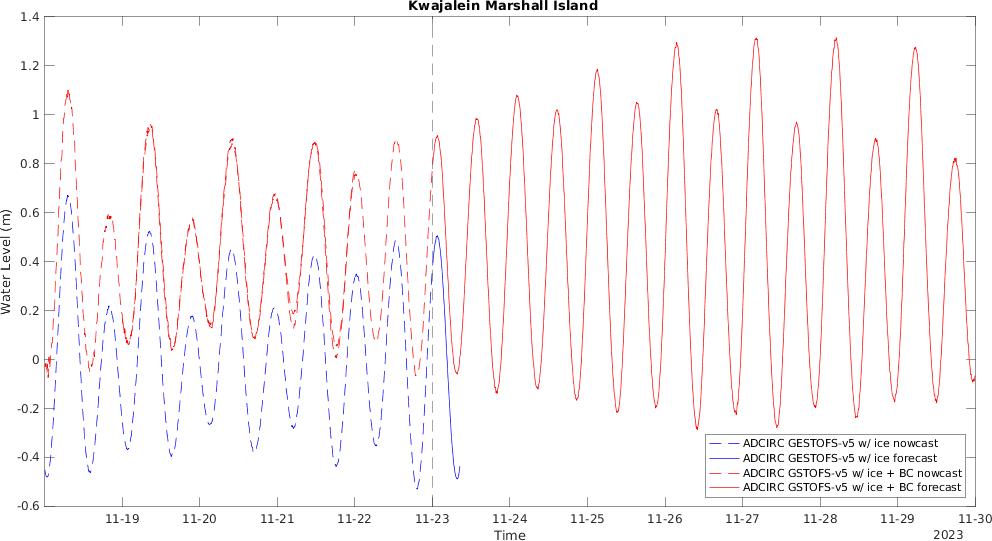 Kwajalein Marshall Island
1.4
1.2
1
0.8
0.6
0.4
0.2
0
-0.2
-0.4
-0.6
Water Level (m)
ADCIRC GESTOFS-v5 w/ ice nowcast
ADCIRC GESTOFS-v5 w/ ice forecast
ADCIRC GSTOFS-v5 w/ ice + BC nowcast
ADCIRC GSTOFS-v5 w/ ice + BC forecast
11-19 11-20 11-21 11-22 11-23 11-24 11-25 11-26 11-27 11-28 11-29 11-30
Time
2023